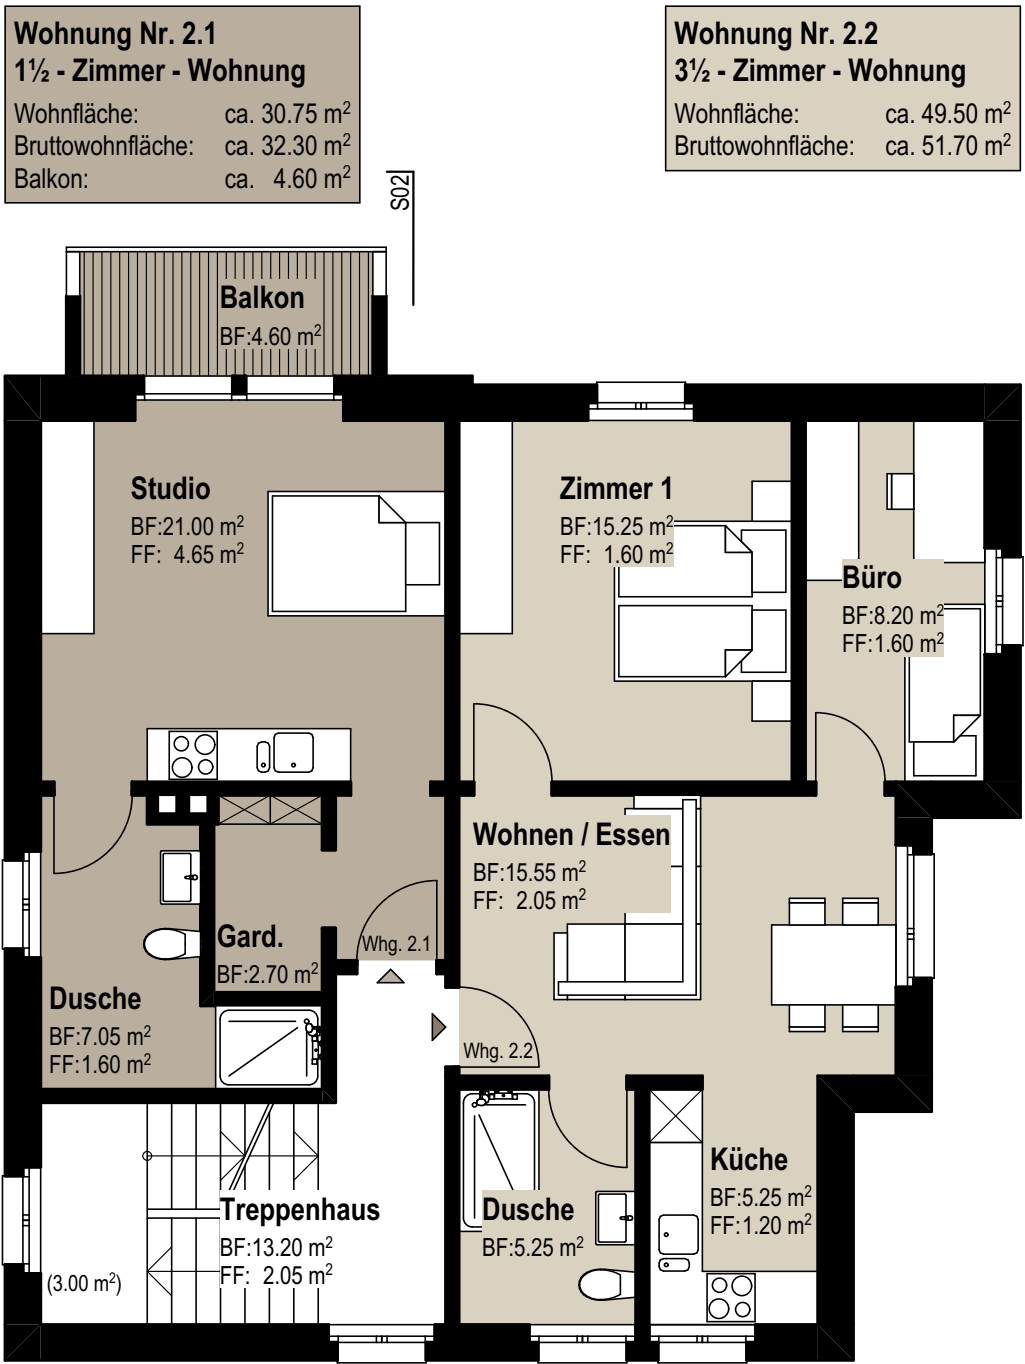 Wohnung Nr. 2.1
1½ - Zimmer - Wohnung
Wohnfläche: ca. 30.75 m²
Bruttowohnfläche: ca. 32.30 m²
Balkon: ca. 4.60 m²
Wohnung Nr. 2.2
3½ - Zimmer - Wohnung
Wohnfläche: ca. 49.50 m²
Bruttowohnfläche: ca. 51.70 m²
S02
Balkon
BF:4.60 m²
Studio
BF:21.00 m²
FF: 4.65 m²
Zimmer 1
BF:15.25 m²
FF: 1.60 m²
Büro
BF:8.20 m²
FF:1.60 m²
Wohnen / Essen
BF:15.55 m²
FF: 2.05 m²
Gard.
BF:2.70 m²
Whg. 2.1
Dusche
BF:7.05 m²
FF:1.60 m²
Whg. 2.2
Treppenhaus
BF:13.20 m²
FF: 2.05 m²
(3.00 m²)
Dusche
BF:5.25 m²
Küche
BF:5.25 m²
FF:1.20 m²